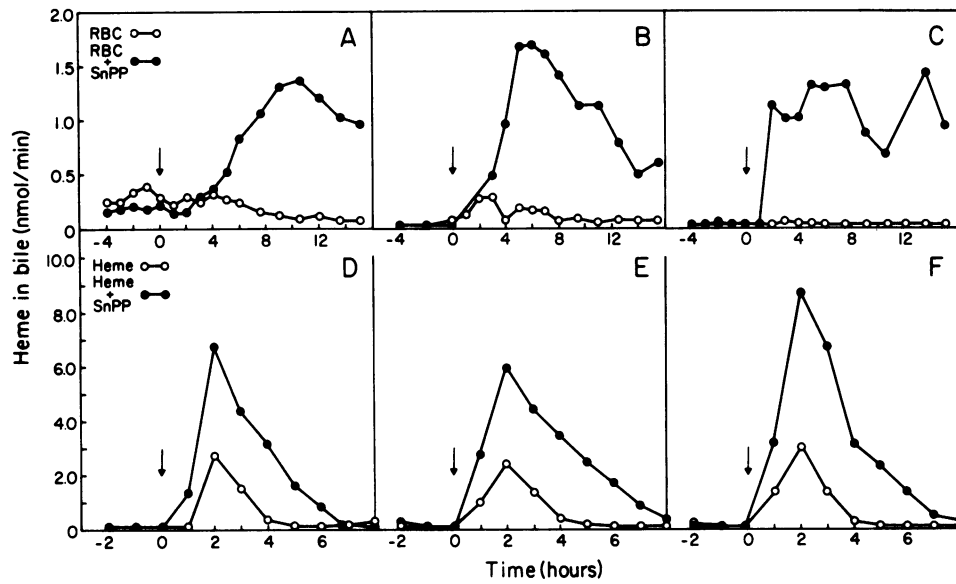 Heme in bile (nmol/min)
2.0
1.5
1.0
0.5
0
RBC
RBC
+
SnPP
A
B
C
-4 0 4 8 12
-4 0 4 8 12
-4 0 4 8 12
10.0
8.0
6.0
4.0
2.0
0
Heme
Heme
+
SnPP
D
E
F
-2 0 2 4 6
-2 0 2 4 6
-2 0 2 4 6
Time (hours)